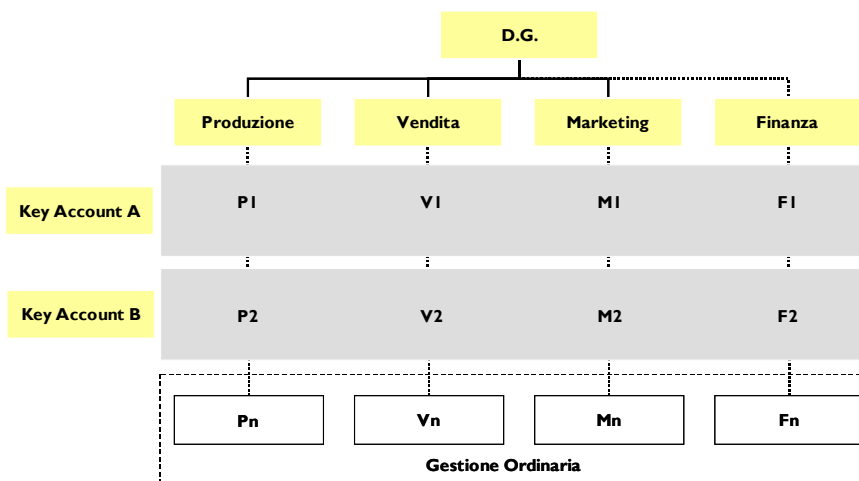 D.G.
Produzione Vendita Marketing Finanza
Key Account A P1 V1 M1 F1
Key Account B P2 V2 M2 F2
Pn Vn Mn Fn
Gestione Ordinaria